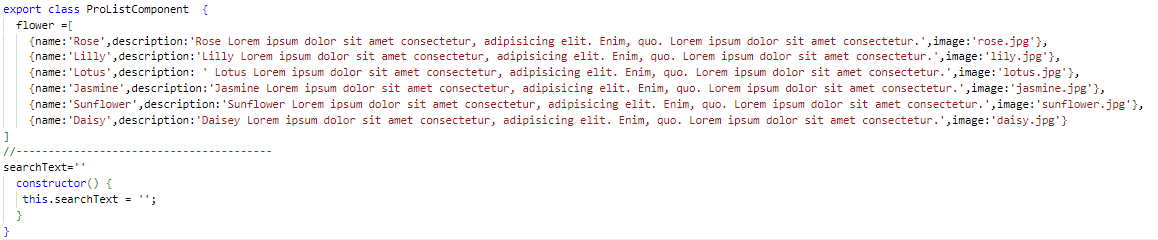 export class ProListComponent  {
  flower =[
    {name:'Rose',description:'Rose Lorem ipsum dolor sit amet consectetur, adipisicing elit. Enim, quo. Lorem ipsum dolor sit amet consectetur.',image:'rose.jpg'},
    {name:'Lilly',description:'Lilly Lorem ipsum dolor sit amet consectetur, adipisicing elit. Enim, quo. Lorem ipsum dolor sit amet consectetur.',image:'lily.jpg'},
    {name:'Lotus',description: ' Lotus Lorem ipsum dolor sit amet consectetur, adipisicing elit. Enim, quo. Lorem ipsum dolor sit amet consectetur.',image:'lotus.jpg'},
    {name:'Jasmine',description:'Jasmine Lorem ipsum dolor sit amet consectetur, adipisicing elit. Enim, quo. Lorem ipsum dolor sit amet consectetur.',image:'jasmine.jpg'},
    {name:'Sunflower',description:'Sunflower Lorem ipsum dolor sit amet consectetur, adipisicing elit. Enim, quo. Lorem ipsum dolor sit amet consectetur.',image:'sunflower.jpg'},
    {name:'Daisy',description:'Daisey Lorem ipsum dolor sit amet consectetur, adipisicing elit. Enim, quo. Lorem ipsum dolor sit amet consectetur.',image:'daisy.jpg'}
]
//----------------------------------------
searchText=''
  constructor() {
   this.searchText = '';
  }
}